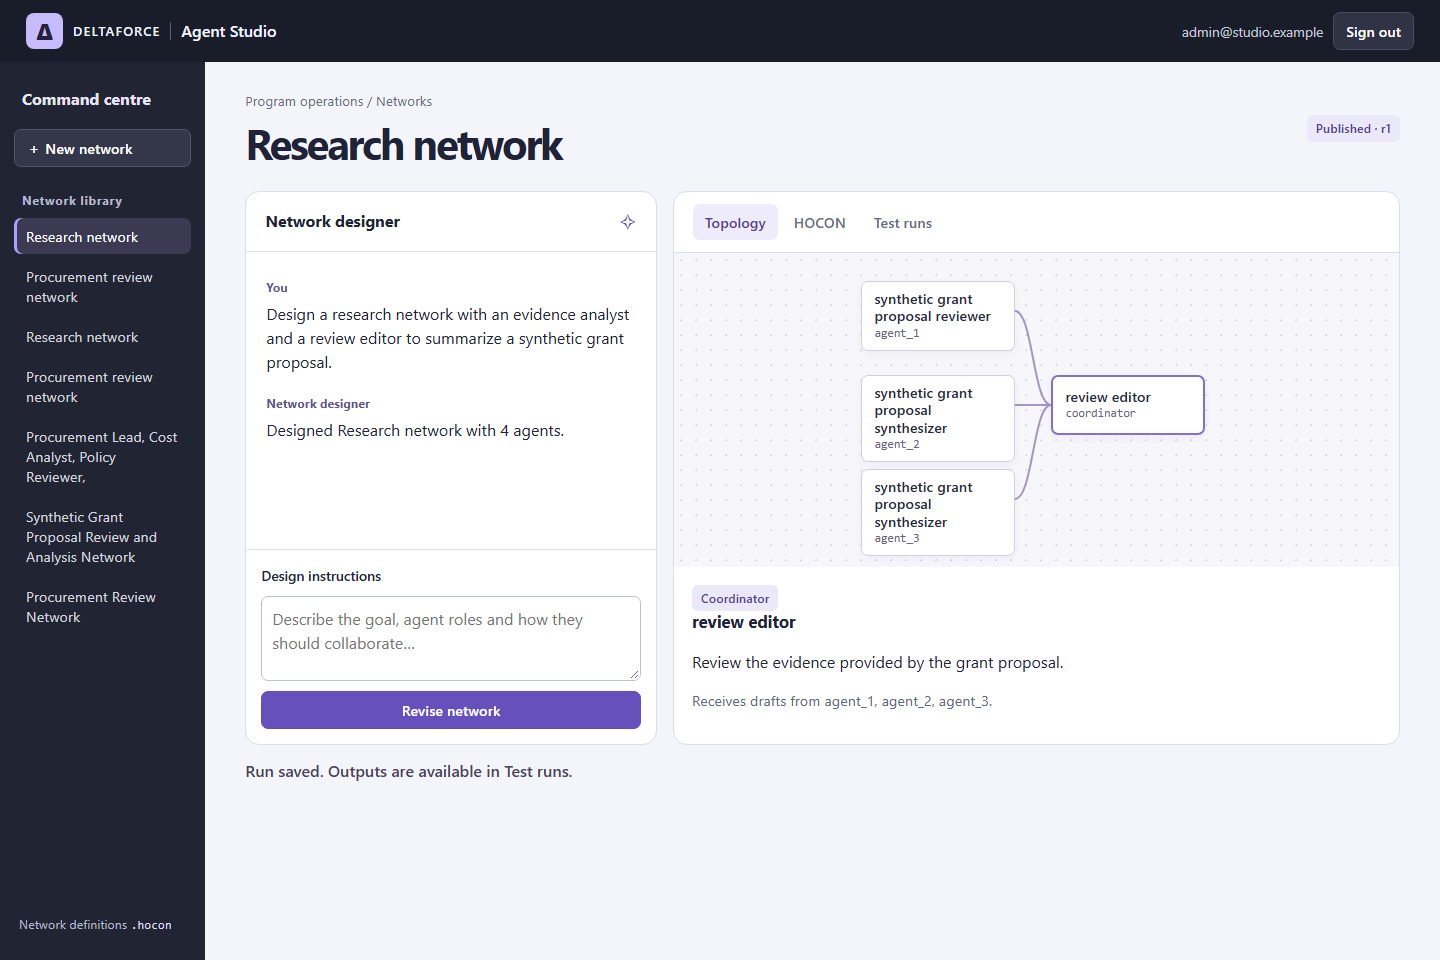 Δ DELTAFORCE | Agent Studio
admin@studio.example
Sign out
Command centre
+ New network
Network library
Research network
Procurement review
network
Research network
Procurement review
network
Procurement Lead, Cost
Analyst, Policy
Reviewer,
Synthetic Grant
Proposal Review and
Analysis Network
Procurement Review
Network
Network definitions .hocon
Program operations / Networks
Research network
Published · r1
Network designer
You
Design a research network with an evidence analyst
and a review editor to summarize a synthetic grant
proposal.
Network designer
Designed Research network with 4 agents.
Design instructions
Describe the goal, agent roles and how they
should collaborate...
Revise network
Topology
HOCON
Test runs
synthetic grant
proposal reviewer
agent_1
synthetic grant
proposal
synthesizer
agent_2
synthetic grant
proposal
synthesizer
agent_3
review editor
coordinator
Coordinator
review editor
Review the evidence provided by the grant proposal.
Receives drafts from agent_1, agent_2, agent_3.
Run saved. Outputs are available in Test runs.